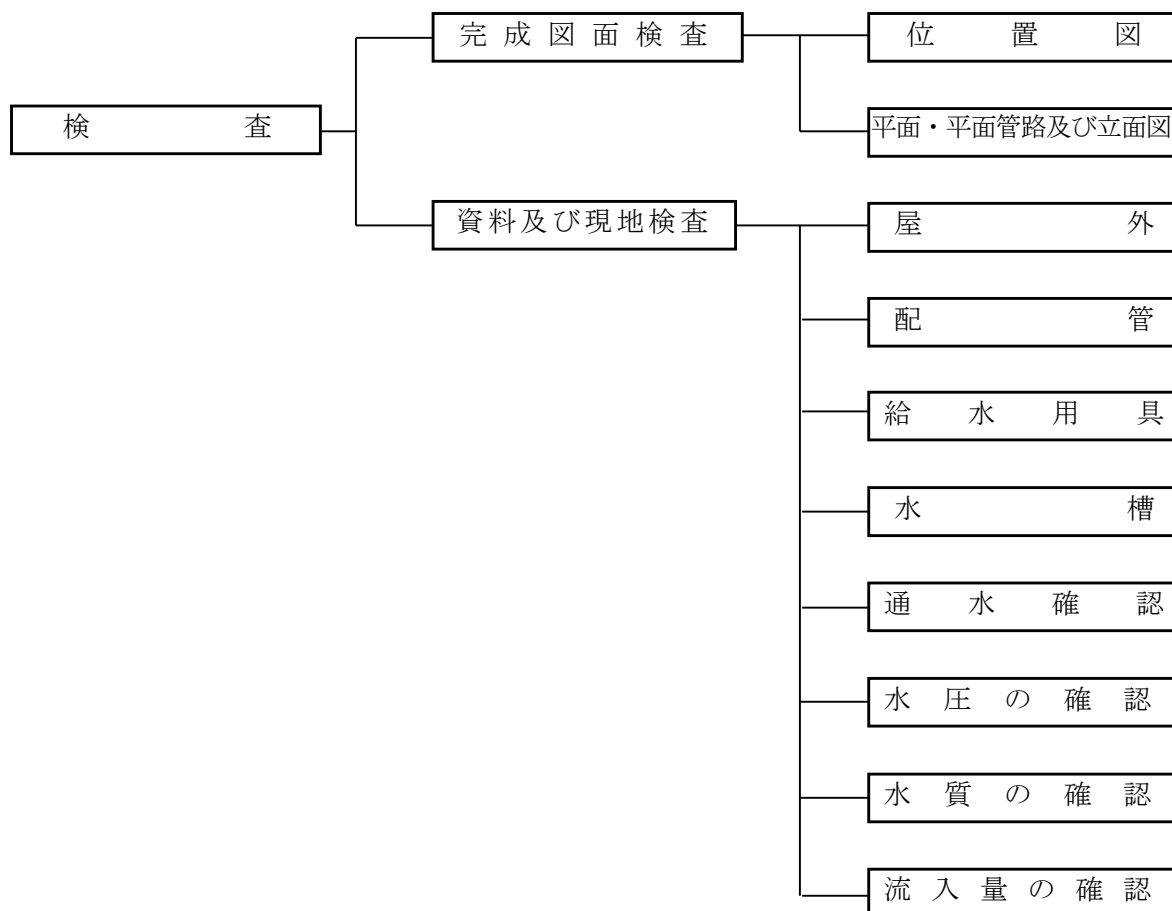 完成図面検査
位置図
検査
平面・平面管路及び立面図
資料及び現地検査
屋外
配管
給水用具
水槽
通水確認
水圧の確認
水質の確認
流入量の確認